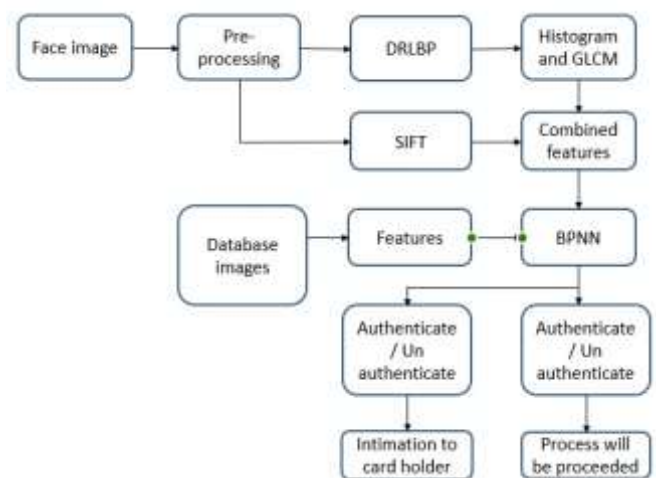 Face image
Pre-
processing
DRLBP
Histogram
and GLCM
SIFT
Combined
features
Database
images
Features
BPNN
Authenticate
/ Un
authenticate
Authenticate
/ Un
authenticate
Intimation to
card holder
Process will
be proceeded